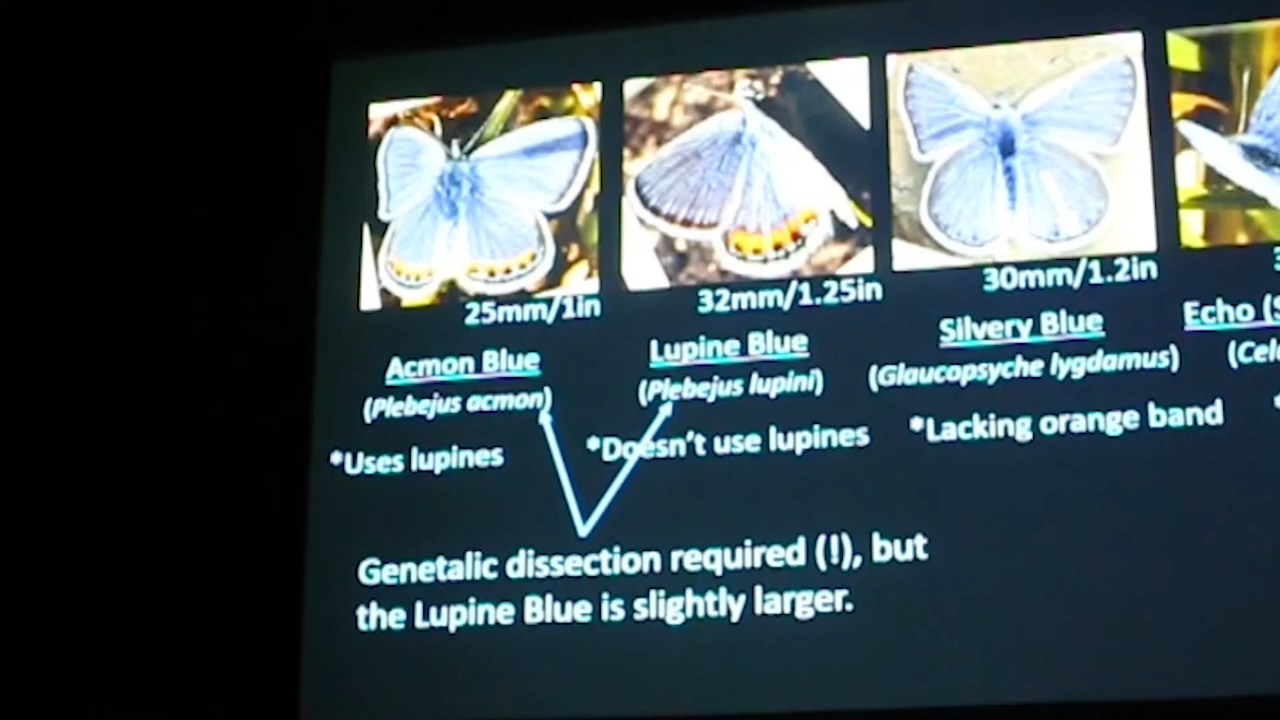 25mm/1in
32mm/1.25in
30mm/1.2in
Acmon Blue
Lupine Blue
Silvery Blue
Echo (S
(Plebejus acmon)
(Plebejus lupini)
(Glaucopsyche lygdamus)
(Cel
*Uses lupines
*Doesn't use lupines
*Lacking orange band
Genetalic dissection required (!), but
the Lupine Blue is slightly larger.